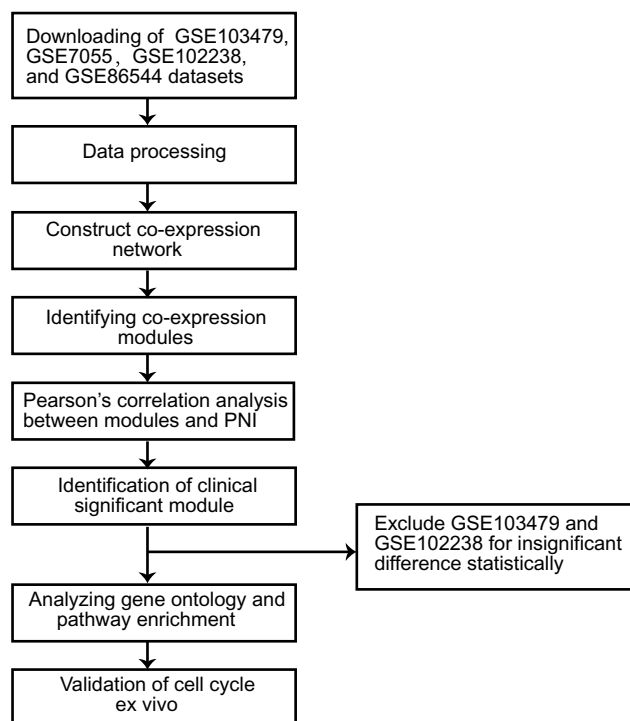 Downloading of GSE103479,
GSE7055, GSE102238,
and GSE86544 datasets
Data processing
Construct co-expression
network
Identifying co-expression
modules
Pearson's correlation analysis
between modules and PNI
Identification of clinical
significant module
Exclude GSE103479 and
GSE102238 for insignificant
difference statistically
Analyzing gene ontology and
pathway enrichment
Validation of cell cycle
ex vivo